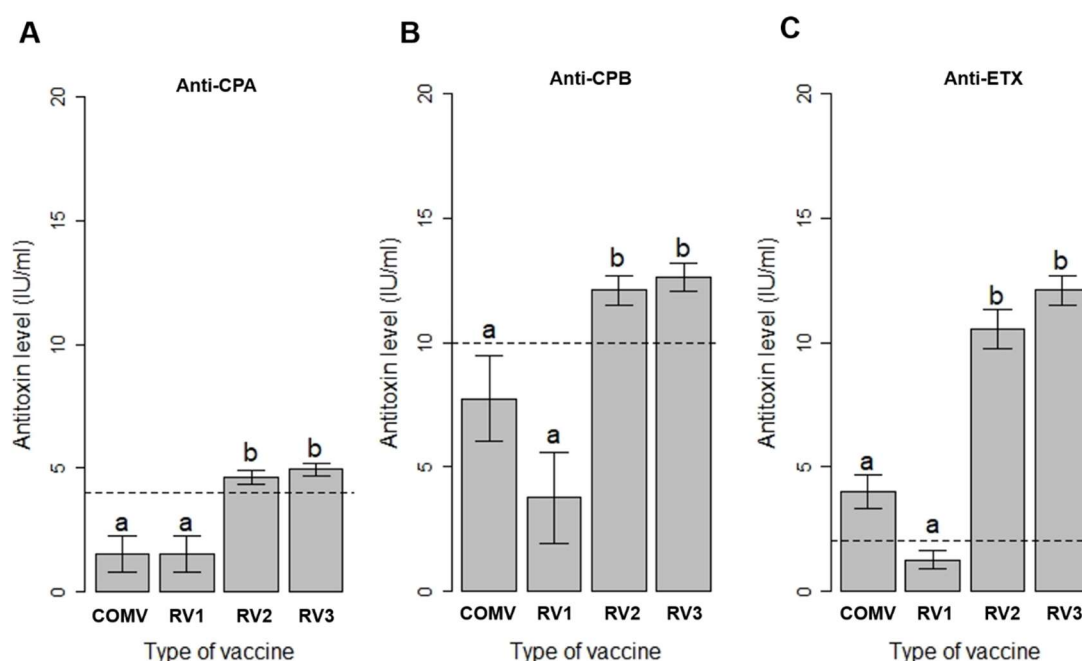 A
Anti-CPA
Antitoxin level (IU/ml)
20
15
10
5
0
a
a
b
b
COMV RV1 RV2 RV3
Type of vaccine
B
Anti-CPB
Antitoxin level (IU/ml)
20
15
10
5
0
a
a
b
b
COMV RV1 RV2 RV3
Type of vaccine
C
Anti-ETX
Antitoxin level (IU/ml)
20
15
10
5
0
a
a
b
b
COMV RV1 RV2 RV3
Type of vaccine